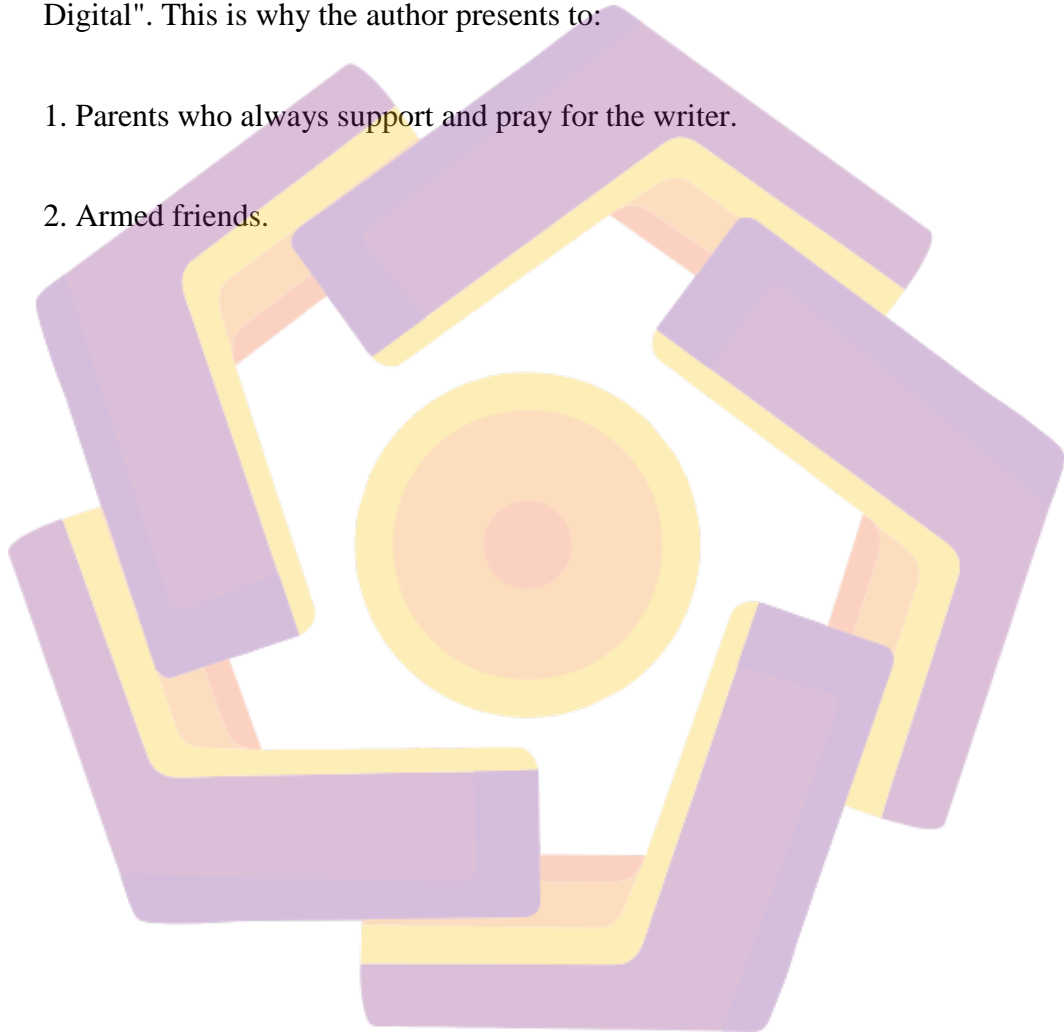 Digital". This is why the author presents to:
1. Parents who always support and pray for the writer.
2. Armed friends.